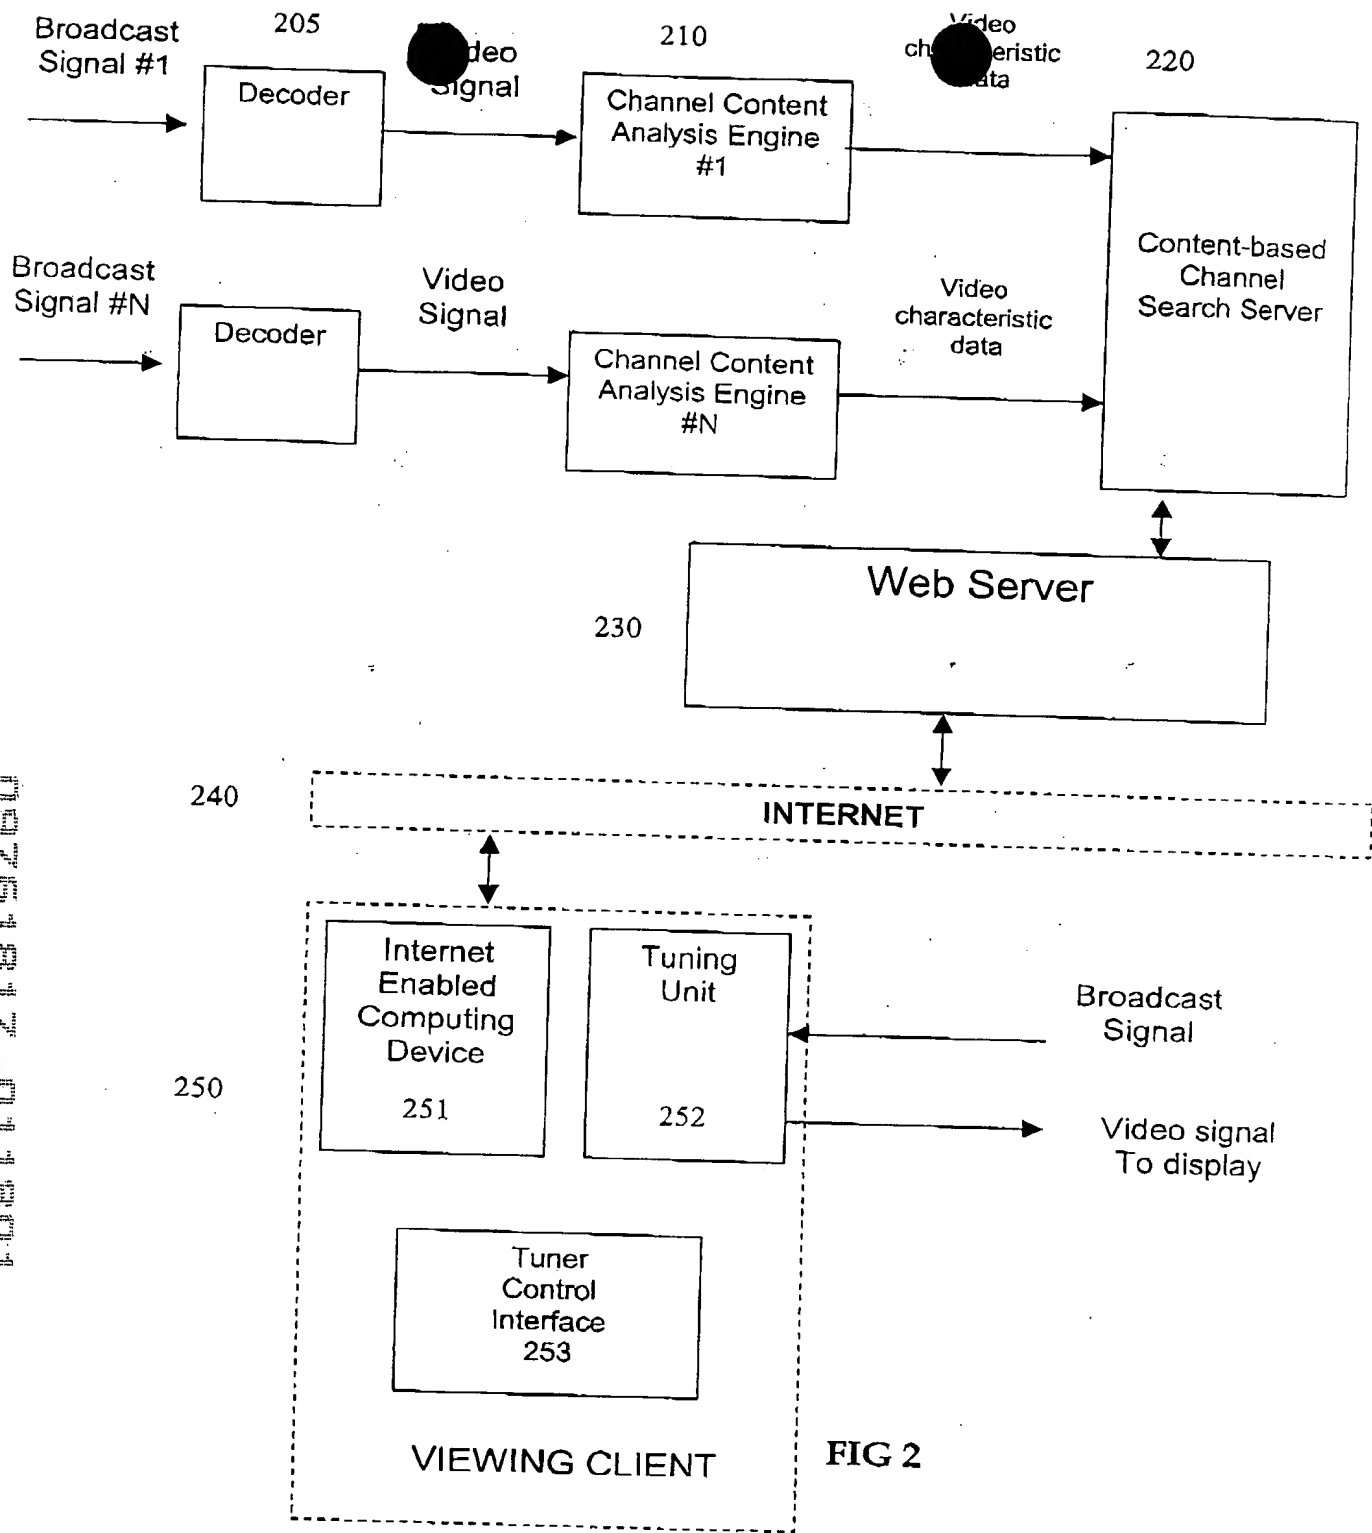 Broadcast
Signal #1
205
Decoder
Signal
210
Channel Content
Analysis Engine
#1
Video
220
Content-based
Channel
Search Server
Broadcast
Signal #N
Decoder
Video
Signal
Channel Content
Analysis Engine
#N
Video
characteristic
data
Web Server
230
240
INTERNET
250
Internet
Enabled
Computing
Device
251
Tuning
Unit
252
Broadcast
Signal
Video signal
To display
Tuner
Control
Interface
253
VIEWING CLIENT
FIG 2